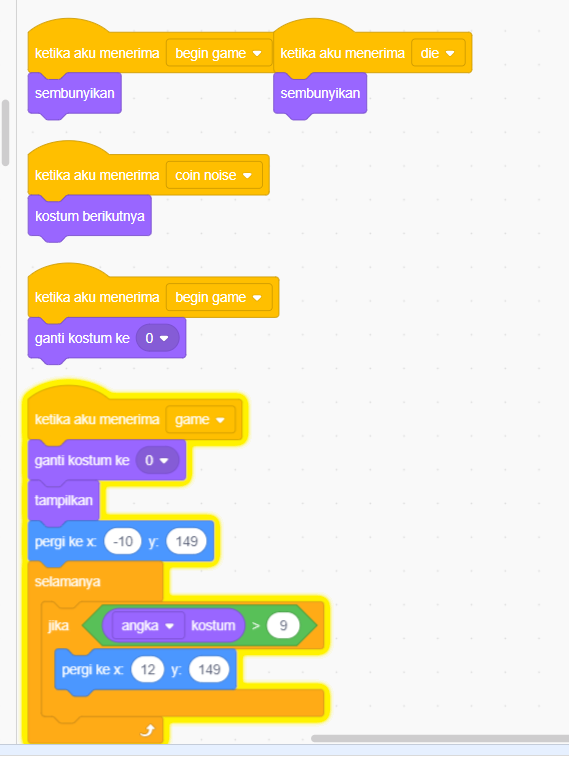 ketika aku menerima begin game
sembunyikan
ketika aku menerima die
sembunyikan
ketika aku menerima coin noise
kostum berikutnya
ketika aku menerima begin game
ganti kostum ke 0
ketika aku menerima game
ganti kostum ke 0
tampilkan
pergi ke x: -10 y: 149
selamanya
jika angka kostum > 9
pergi ke x: 12 y: 149